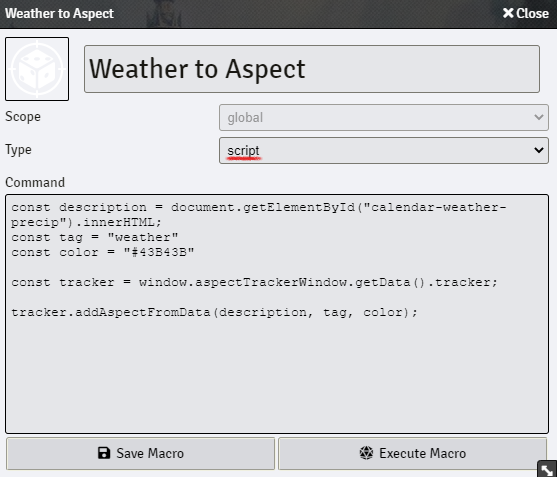 Weather to Aspect
Close
Weather to Aspect
Scope
global
Type
script
Command
const description = document.getElementById("calendar-weather-
precip").innerHTML;
const tag = "weather"
const color = "#43B43B"
const tracker = window.aspectTrackerWindow.getData().tracker;
tracker.addAspectFromData(description, tag, color);
Save Macro
Execute Macro